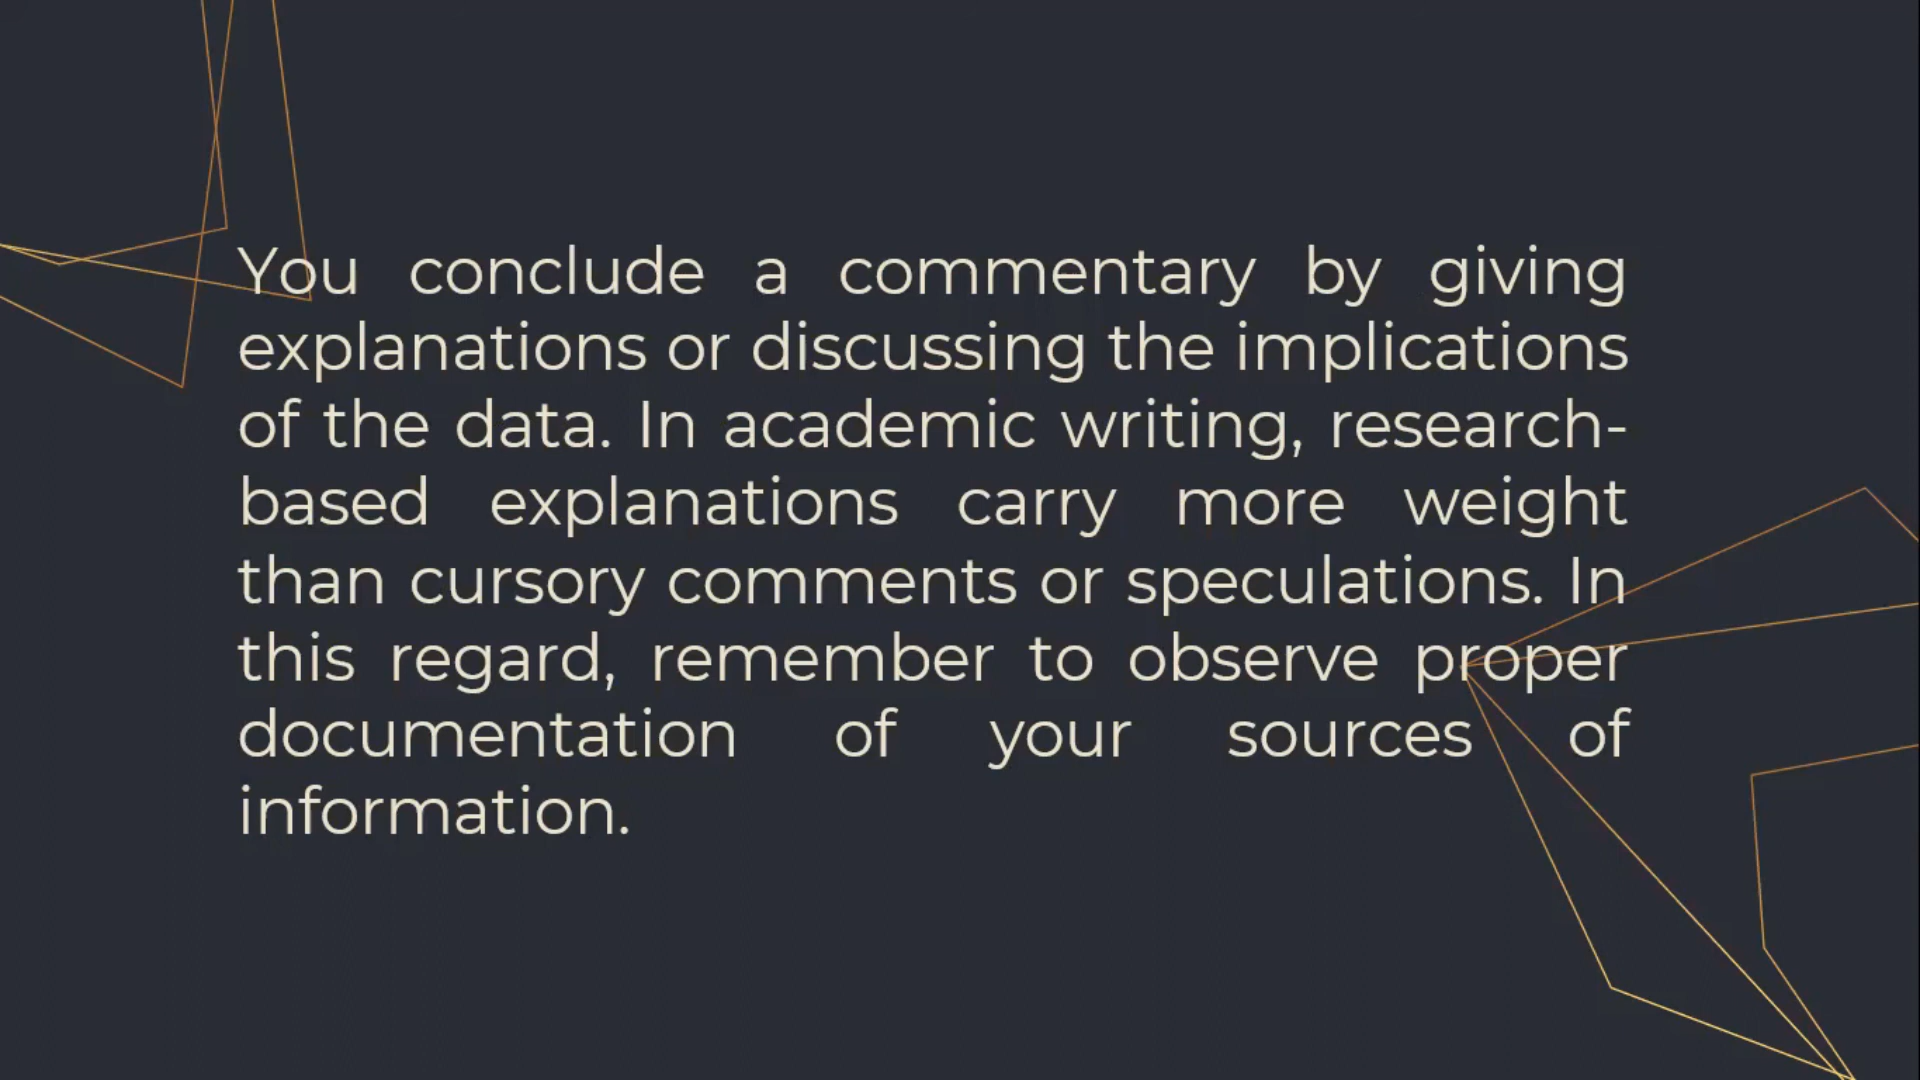 You conclude a commentary by giving
explanations or discussing the implications
of the data. In academic writing, research-
based explanations carry more weight
than cursory comments or speculations. In
this regard, remember to observe proper
documentation of your sources of
information.